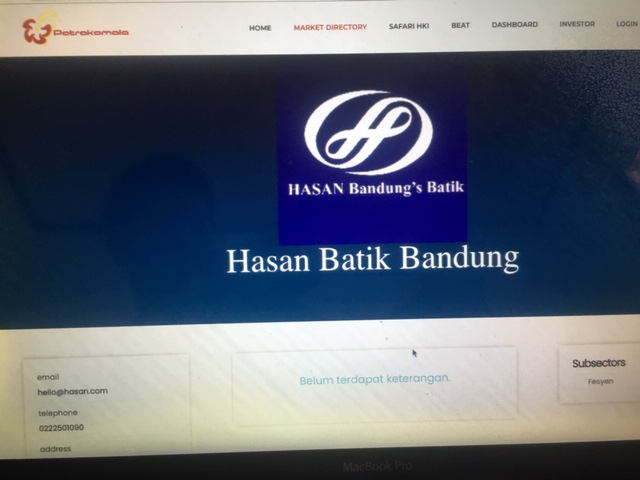 Patrakomala
HOME
MARKET DIRECTORY
SAFARI HKI
BEAT
DASHBOARD
INVESTOR
LOGIN
HASAN Bandung's Batik
Hasan Batik Bandung
email
hello@hasan.com
telephone
0222501090
address
Belum terdapat keterangan.
Subsectors
Fesyen
MacBook Pro